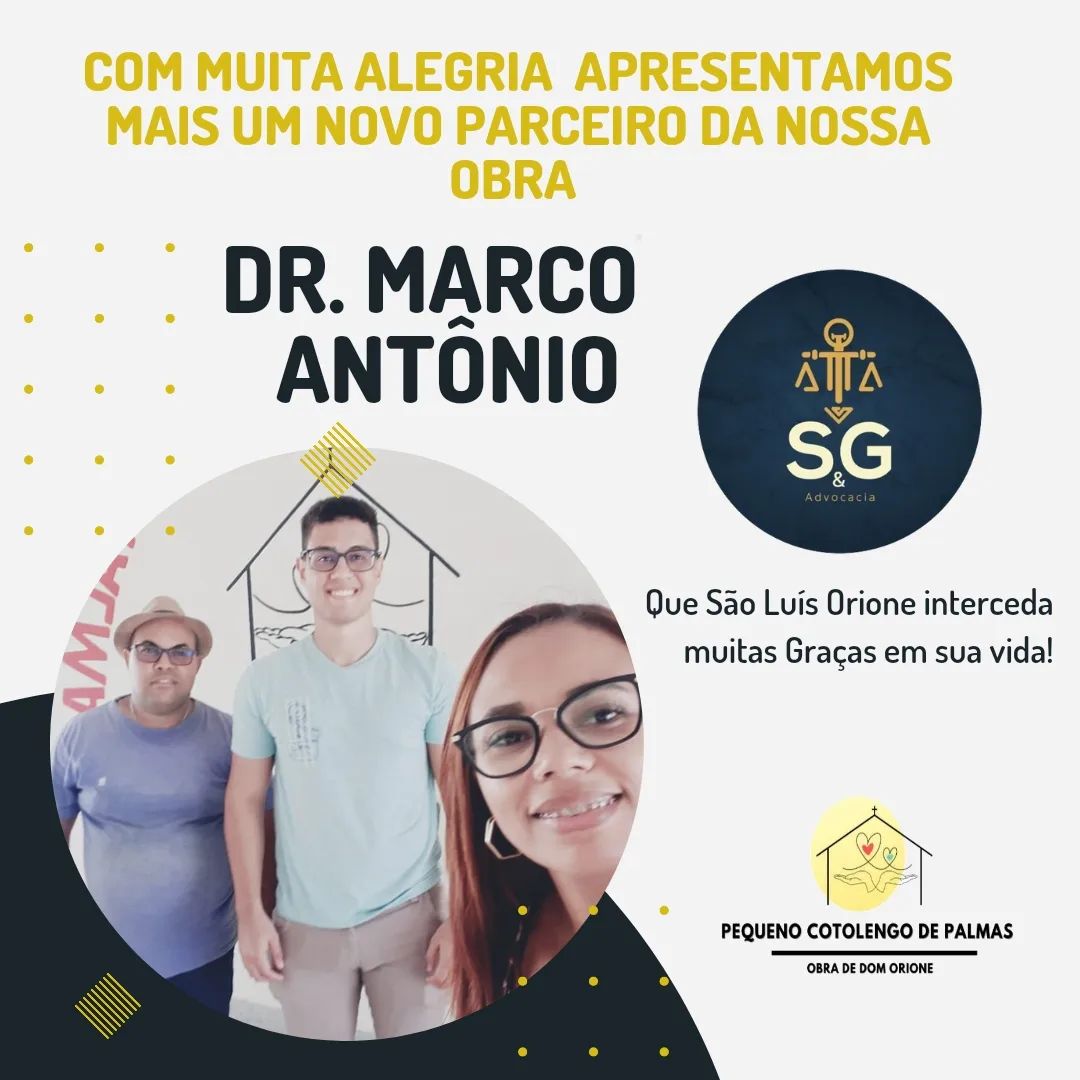 COM MUITA ALEGRIA APRESENTAMOS
MAIS UM NOVO PARCEIRO DA NOSSA
OBRA
DR. MARCO
ANTÔNIO
S&G
Advocacia
Que São Luís Orione interceda
muitas Graças em sua vida!
PEQUENO COTOLENGO DE PALMAS
OBRA DE DOM ORIONE